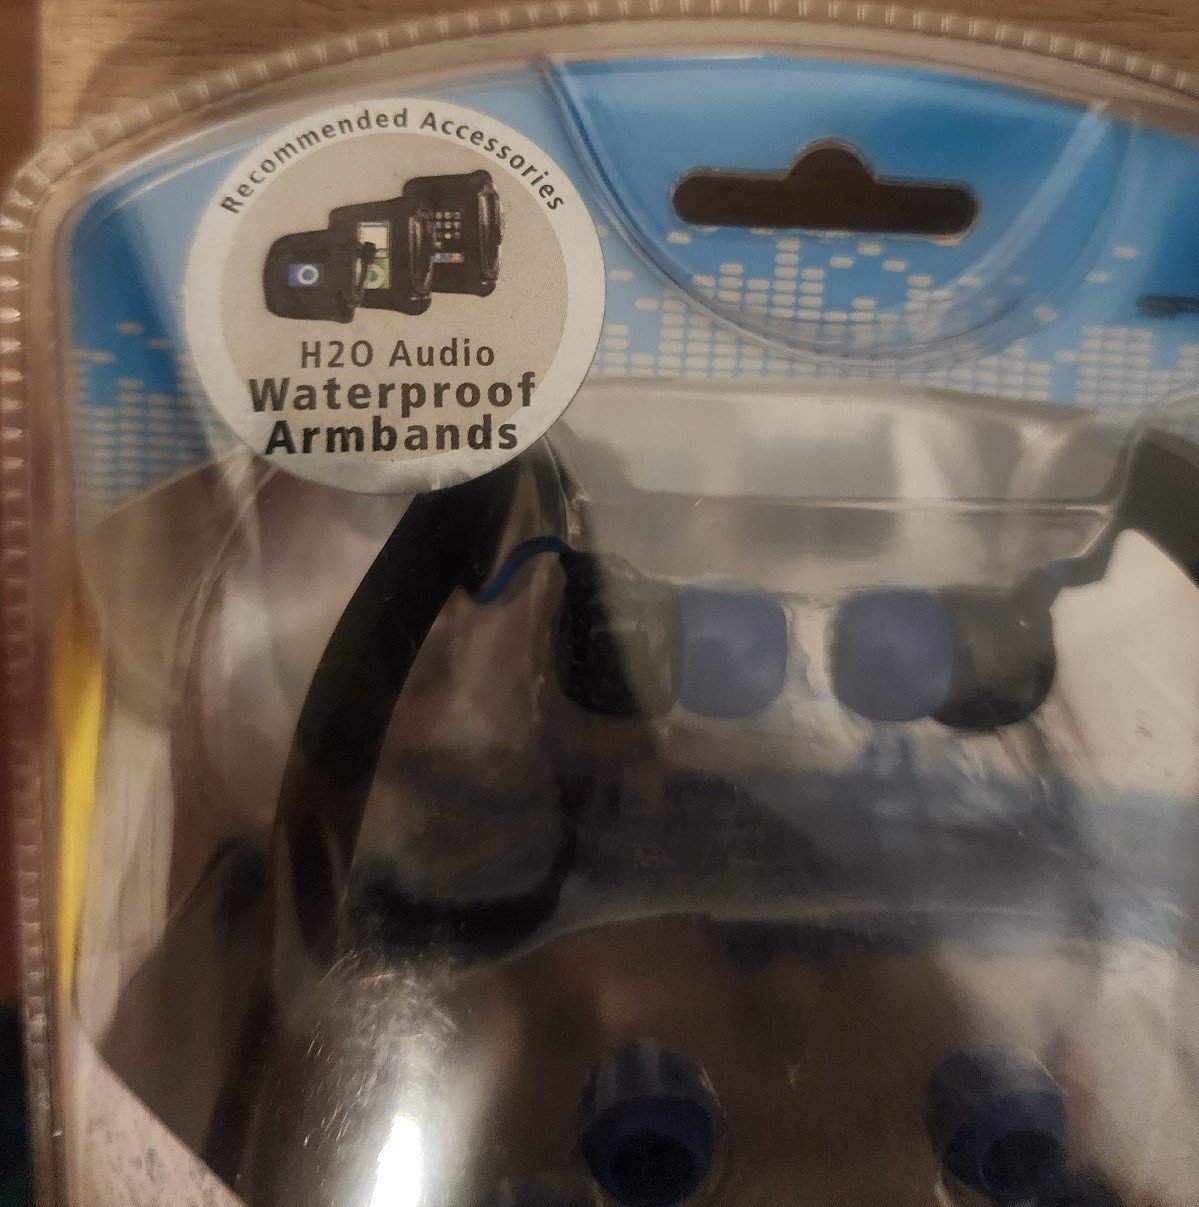 Recommended Accessories
H2O Audio
Waterproof
Armbands